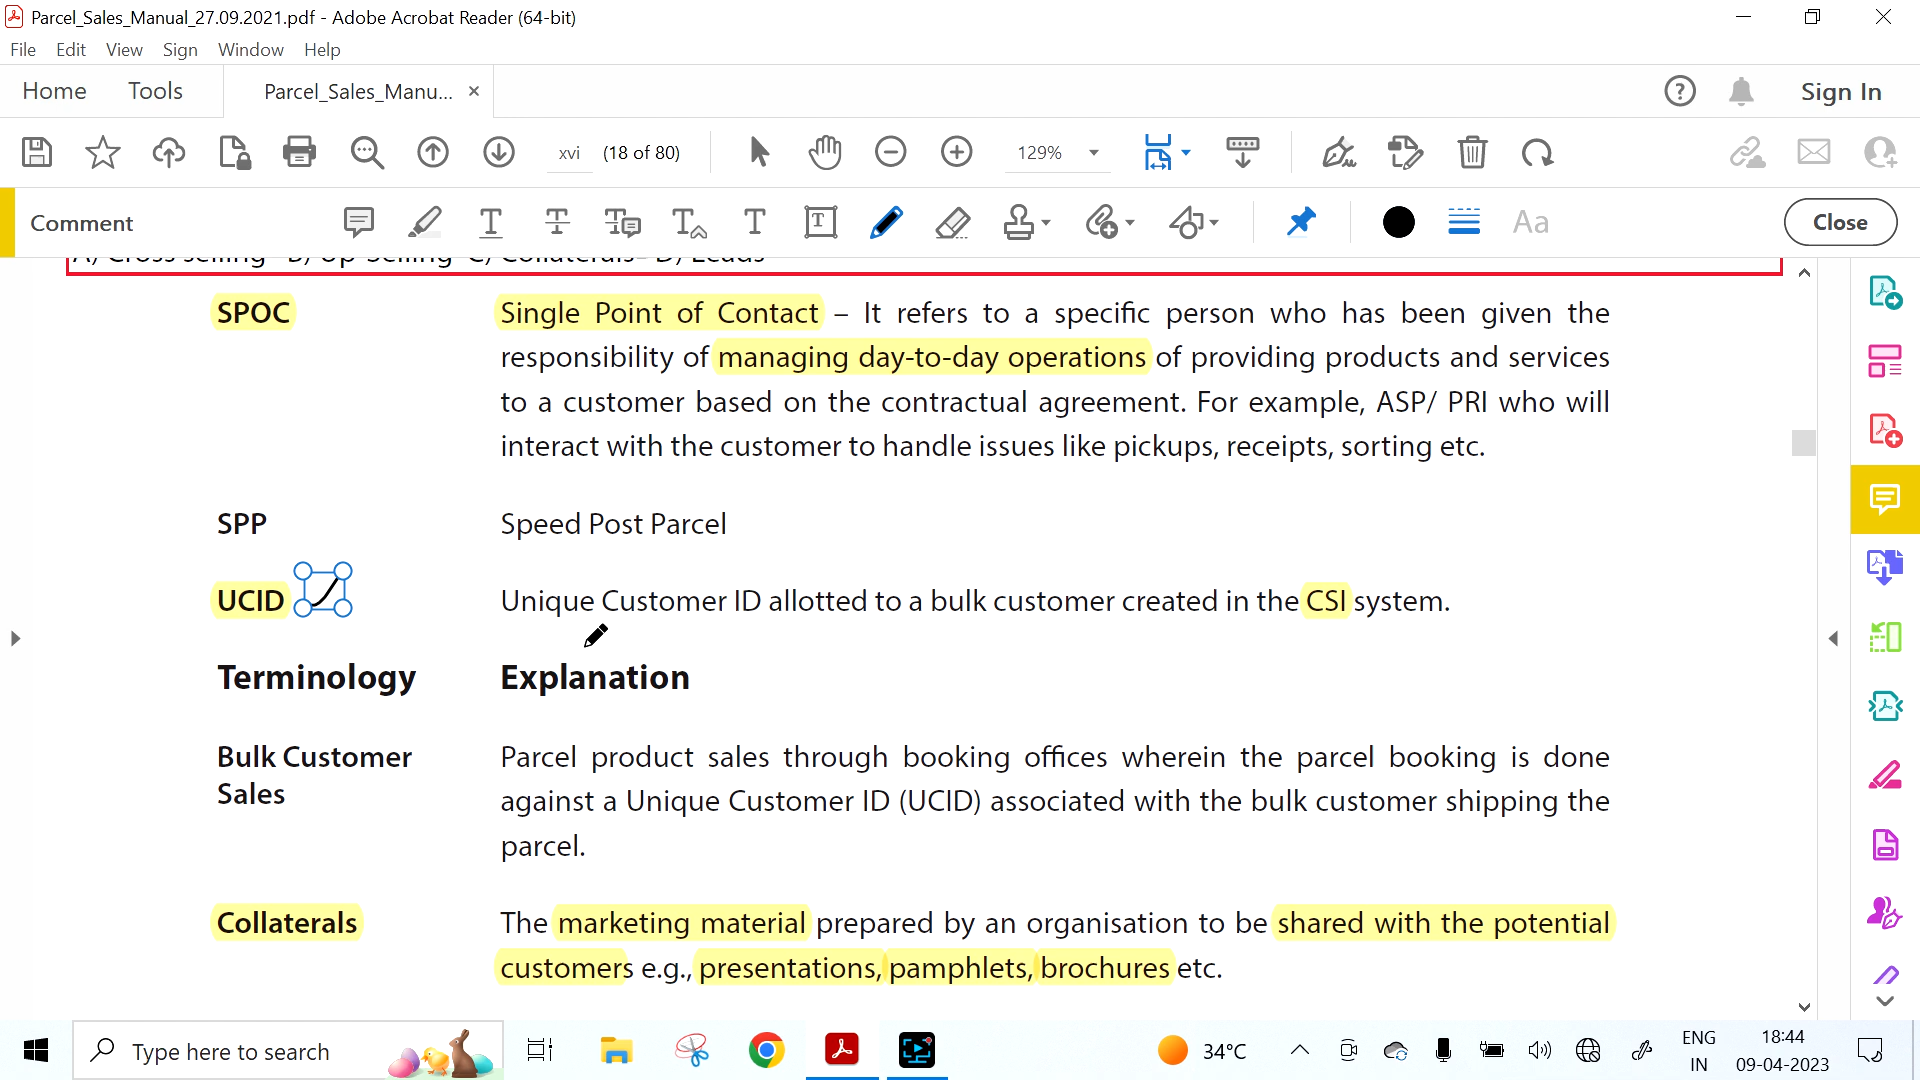 Parcel_Sales_Manual_27.09.2021.pdf - Adobe Acrobat Reader (64-bit)
File Edit View Sign Window Help
Home Tools Parcel_Sales_Manu... × Sign In
xvi (18 of 80) 129%
Comment Aa Close
A) Cross selling B) Up-Selling C) Collaterals D) Leads
SPOC Single Point of Contact – It refers to a specific person who has been given the
responsibility of managing day-to-day operations of providing products and services
to a customer based on the contractual agreement. For example, ASP/ PRI who will
interact with the customer to handle issues like pickups, receipts, sorting etc.
SPP Speed Post Parcel
UCID Unique Customer ID allotted to a bulk customer created in the CSI system.
Terminology Explanation
Bulk Customer Parcel product sales through booking offices wherein the parcel booking is done
Sales against a Unique Customer ID (UCID) associated with the bulk customer shipping the
parcel.
Collaterals The marketing material prepared by an organisation to be shared with the potential
customers e.g., presentations, pamphlets, brochures etc.
Type here to search 34°C ENG 18:44
IN 09-04-2023